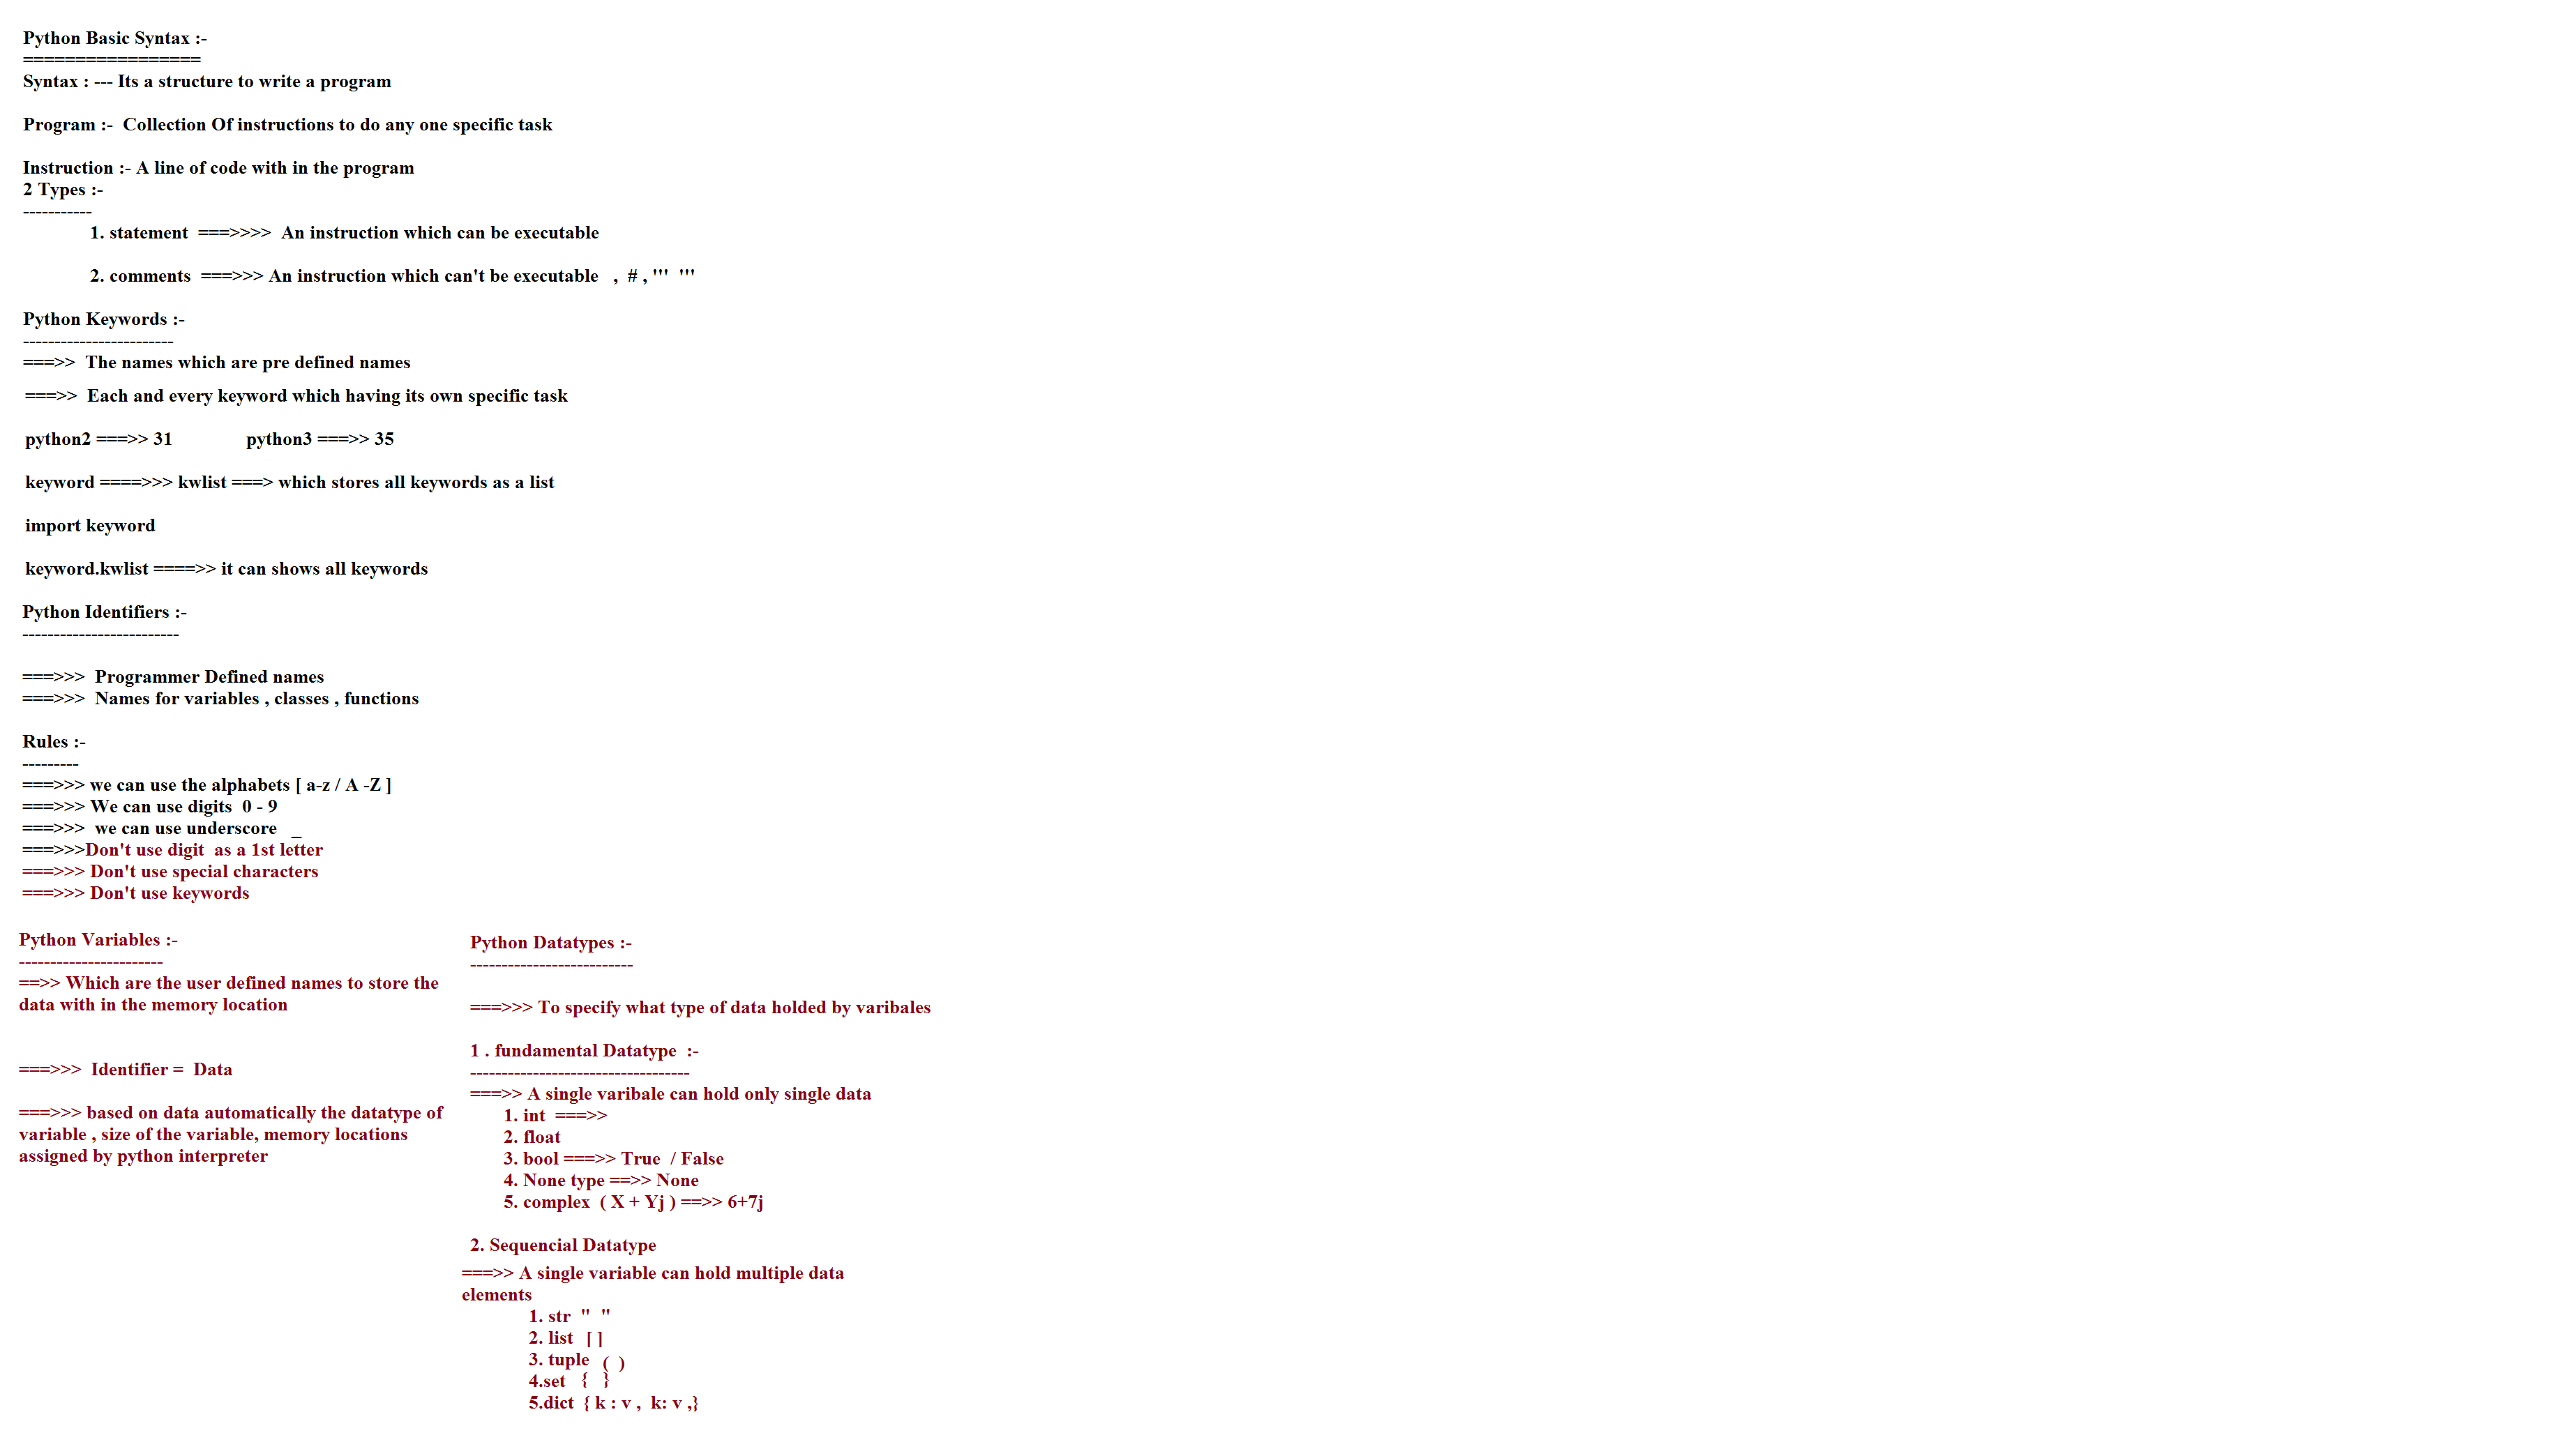 Python Basic Syntax :-
=================
Syntax : --- Its a structure to write a program
Program :-  Collection Of instructions to do any one specific task
Instruction :- A line of code with in the program
2 Types :-
-----------
1. statement  ===>>>>  An instruction which can be executable
2. comments  ===>>> An instruction which can't be executable   ,  # , '''  '''
Python Keywords :-
------------------------
===>>  The names which are pre defined names
===>>  Each and every keyword which having its own specific task
python2 ===>> 31               python3 ===>> 35
keyword ====>>> kwlist ===> which stores all keywords as a list
import keyword
keyword.kwlist ====>> it can shows all keywords
Python Identifiers :-
-------------------------
===>>>  Programmer Defined names
===>>>  Names for variables , classes , functions
Rules :-
---------
===>>> we can use the alphabets [ a-z / A -Z ]
===>>> We can use digits  0 - 9
===>>>  we can use underscore   _
===>>>Don't use digit  as a 1st letter
===>>> Don't use special characters
===>>> Don't use keywords
Python Variables :-
-----------------------
==>> Which are the user defined names to store the
data with in the memory location
===>>>  Identifier =  Data
===>>> based on data automatically the datatype of
variable , size of the variable, memory locations
assigned by python interpreter
Python Datatypes :-
--------------------------
===>>> To specify what type of data holded by varibales
1 . fundamental Datatype  :-
-----------------------------------
===>> A single varibale can hold only single data
1. int  ===>>
2. float
3. bool ===>> True  / False
4. None type ==>> None
5. complex  ( X + Yj ) ==>> 6+7j
2. Sequencial Datatype
===>> A single variable can hold multiple data
elements
1. str  "  "
2. list   [ ]
3. tuple   (  )
4.set   {   }
5.dict  { k : v ,  k: v ,}